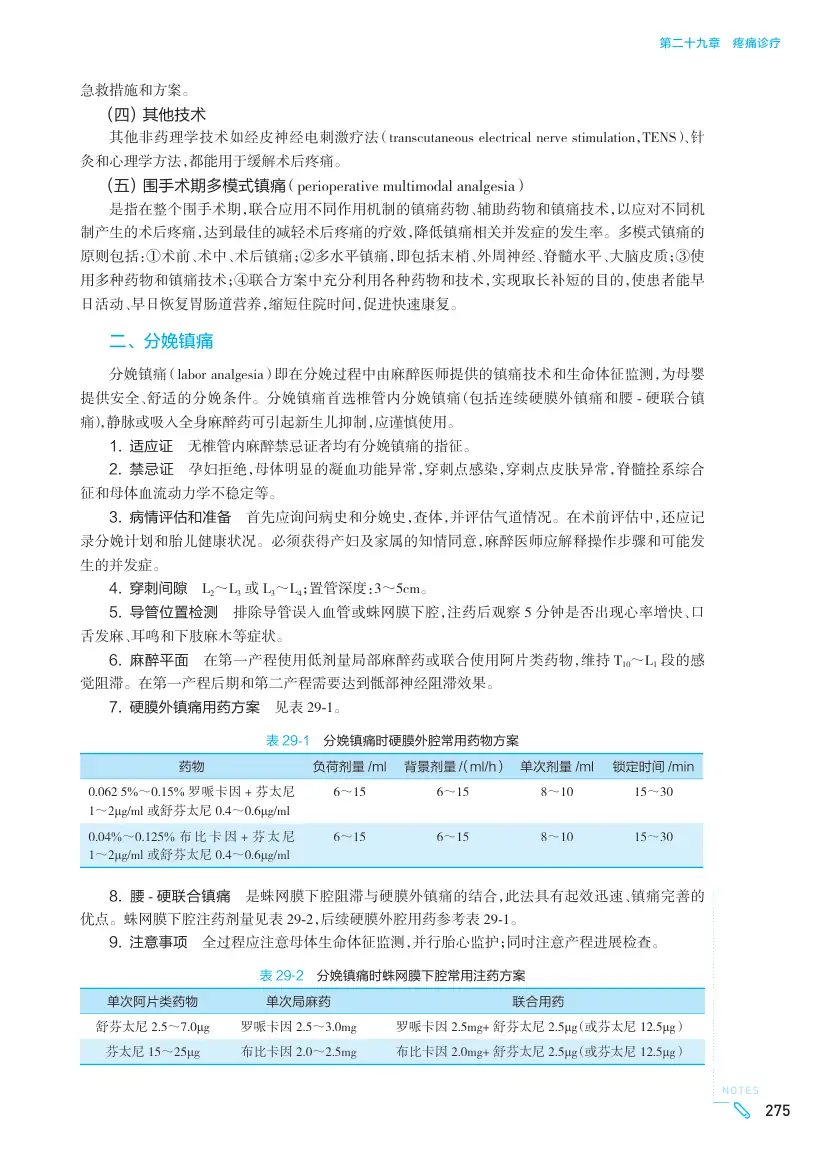 第二十九章 疼痛诊疗
急救措施和方案。
（四）其他技术
其他非药理学技术如经皮神经电刺激疗法（transcutaneous electrical nerve stimulation,TENS）、针
灸和心理学方法,都能用于缓解术后疼痛。
（五）围手术期多模式镇痛（perioperative multimodal analgesia）
是指在整个围手术期,联合应用不同作用机制的镇痛药物、辅助药物和镇痛技术,以应对不同机
制产生的术后疼痛,达到最佳的减轻术后疼痛的疗效,降低镇痛相关并发症的发生率。多模式镇痛的
原则包括:①术前、术中、术后镇痛;②多水平镇痛,即包括末梢、外周神经、脊髓水平、大脑皮质;③使
用多种药物和镇痛技术;④联合方案中充分利用各种药物和技术,实现取长补短的目的,使患者能早
日活动、早日恢复胃肠道营养,缩短住院时间,促进快速康复。
二、分娩镇痛
分娩镇痛（labor analgesia）即在分娩过程中由麻醉医师提供的镇痛技术和生命体征监测,为母婴
提供安全、舒适的分娩条件。分娩镇痛首选椎管内分娩镇痛（包括连续硬膜外镇痛和腰 - 硬联合镇
痛）,静脉或吸入全身麻醉药可引起新生儿抑制,应谨慎使用。
1. 适应证 无椎管内麻醉禁忌证者均有分娩镇痛的指征。
2. 禁忌证 孕妇拒绝,母体明显的凝血功能异常,穿刺点感染,穿刺点皮肤异常,脊髓拴系综合
征和母体血流动力学不稳定等。
3. 病情评估和准备 首先应询问病史和分娩史,查体,并评估气道情况。在术前评估中,还应记
录分娩计划和胎儿健康状况。必须获得产妇及家属的知情同意,麻醉医师应解释操作步骤和可能发
生的并发症。
4. 穿刺间隙 L₂～L₃ 或 L₃～L₄;置管深度:3～5cm。
5. 导管位置检测 排除导管误入血管或蛛网膜下腔,注药后观察 5 分钟是否出现心率增快、口
舌发麻、耳鸣和下肢麻木等症状。
6. 麻醉平面 在第一产程使用低剂量局部麻醉药或联合使用阿片类药物,维持 T₁₀～L₁ 段的感
觉阻滞。在第一产程后期和第二产程需要达到骶部神经阻滞效果。
7. 硬膜外镇痛用药方案 见表 29-1。
表 29-1 分娩镇痛时硬膜外腔常用药物方案
药物 负荷剂量 /ml 背景剂量 /（ml/h） 单次剂量 /ml 锁定时间 /min
0.062 5%～0.15% 罗哌卡因 + 芬太尼 6～15 6～15 8～10 15～30
1～2μg/ml 或舒芬太尼 0.4～0.6μg/ml
0.04%～0.125% 布比卡因 + 芬太尼 6～15 6～15 8～10 15～30
1～2μg/ml 或舒芬太尼 0.4～0.6μg/ml
8. 腰 - 硬联合镇痛 是蛛网膜下腔阻滞与硬膜外镇痛的结合,此法具有起效迅速、镇痛完善的
优点。蛛网膜下腔注药剂量见表 29-2,后续硬膜外腔用药参考表 29-1。
9. 注意事项 全过程应注意母体生命体征监测,并行胎心监护;同时注意产程进展检查。
表 29-2 分娩镇痛时蛛网膜下腔常用注药方案
单次阿片类药物 单次局麻药 联合用药
舒芬太尼 2.5～7.0μg 罗哌卡因 2.5～3.0mg 罗哌卡因 2.5mg+ 舒芬太尼 2.5μg（或芬太尼 12.5μg）
芬太尼 15～25μg 布比卡因 2.0～2.5mg 布比卡因 2.0mg+ 舒芬太尼 2.5μg（或芬太尼 12.5μg）
NOTES
275